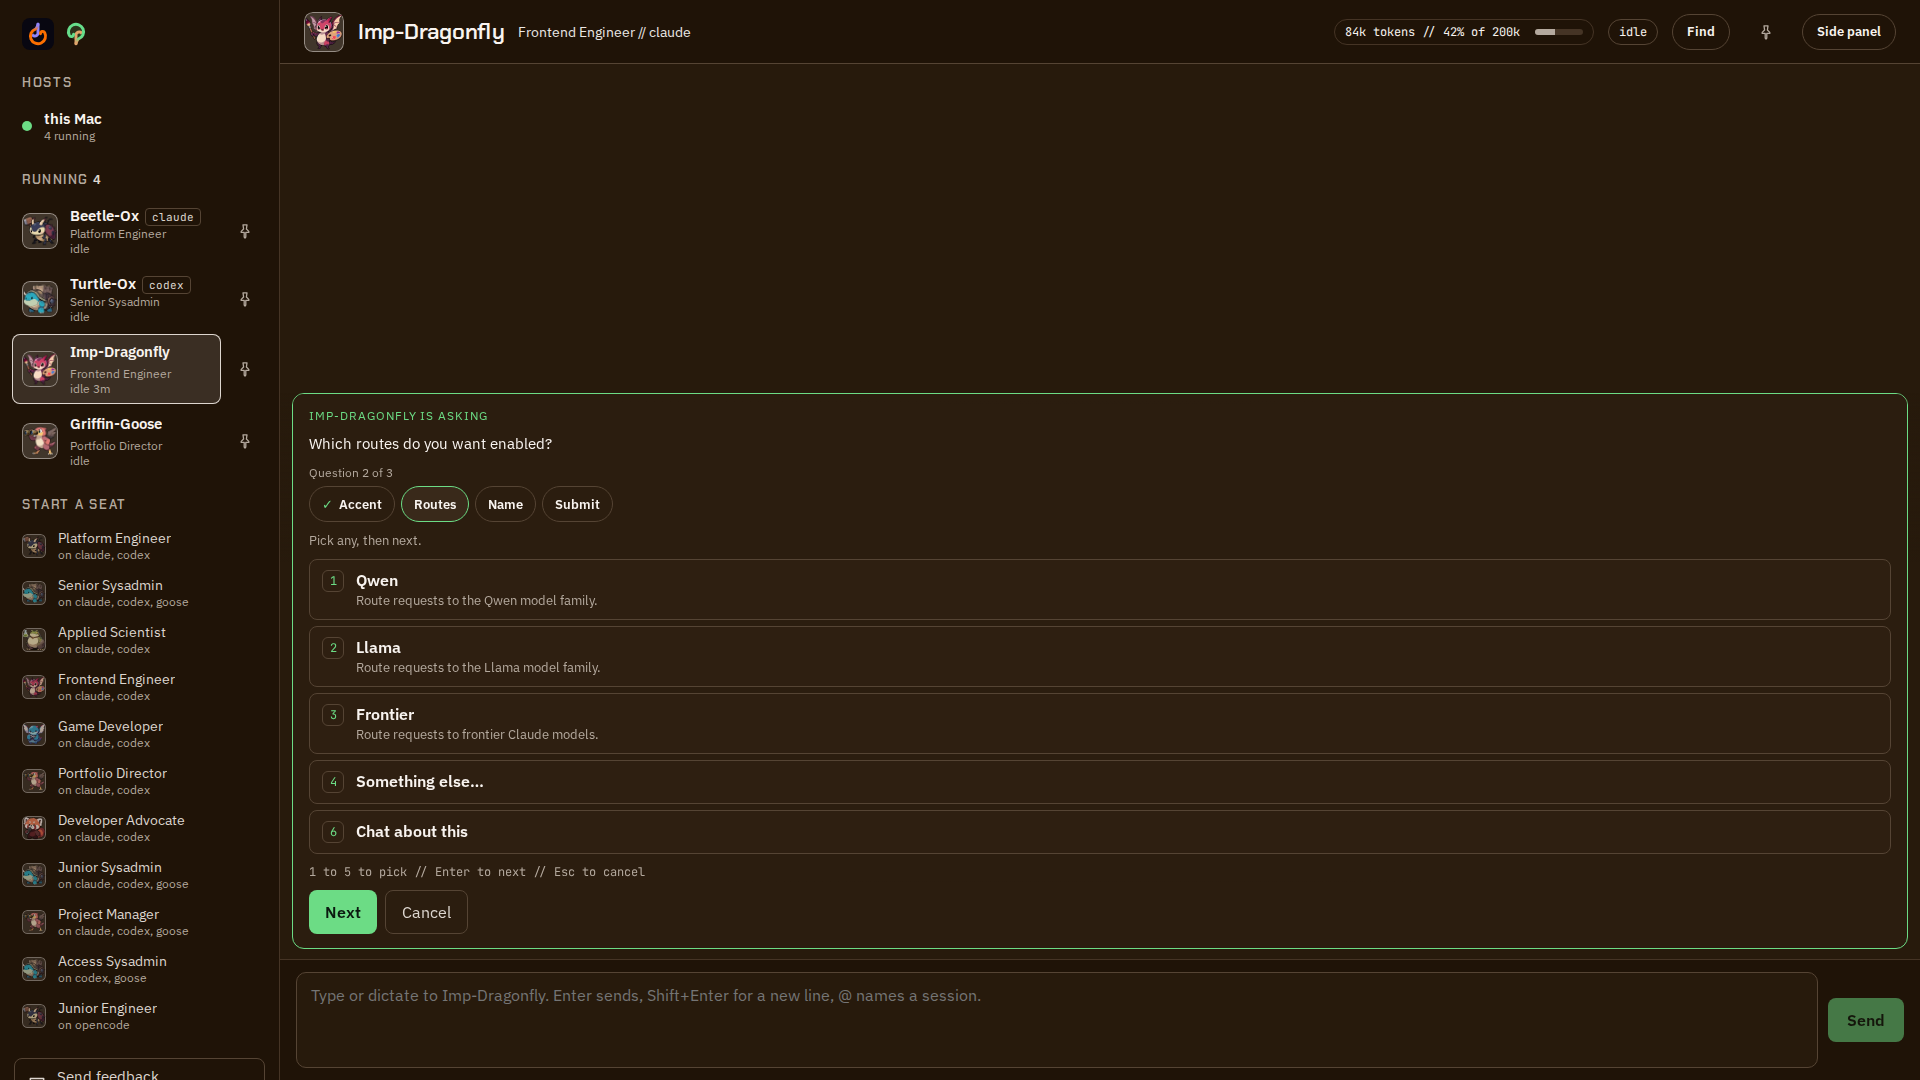 HOSTS
this Mac
4 running
RUNNING 4
Beetle-Ox claude
Platform Engineer
idle
Turtle-Ox codex
Senior Sysadmin
idle
Imp-Dragonfly
Frontend Engineer
idle 3m
Griffin-Goose
Portfolio Director
idle
START A SEAT
Platform Engineer
on claude, codex
Senior Sysadmin
on claude, codex, goose
Applied Scientist
on claude, codex
Frontend Engineer
on claude, codex
Game Developer
on claude, codex
Portfolio Director
on claude, codex
Developer Advocate
on claude, codex
Junior Sysadmin
on claude, codex, goose
Project Manager
on claude, codex, goose
Access Sysadmin
on codex, goose
Junior Engineer
on opencode
Send feedback
Imp-Dragonfly Frontend Engineer // claude
84k tokens // 42% of 200k
idle
Find
Side panel
IMP-DRAGONFLY IS ASKING
Which routes do you want enabled?
Question 2 of 3
✓ Accent
Routes
Name
Submit
Pick any, then next.
1 Qwen
Route requests to the Qwen model family.
2 Llama
Route requests to the Llama model family.
3 Frontier
Route requests to frontier Claude models.
4 Something else...
6 Chat about this
1 to 5 to pick // Enter to next // Esc to cancel
Next
Cancel
Type or dictate to Imp-Dragonfly. Enter sends, Shift+Enter for a new line, @ names a session.
Send